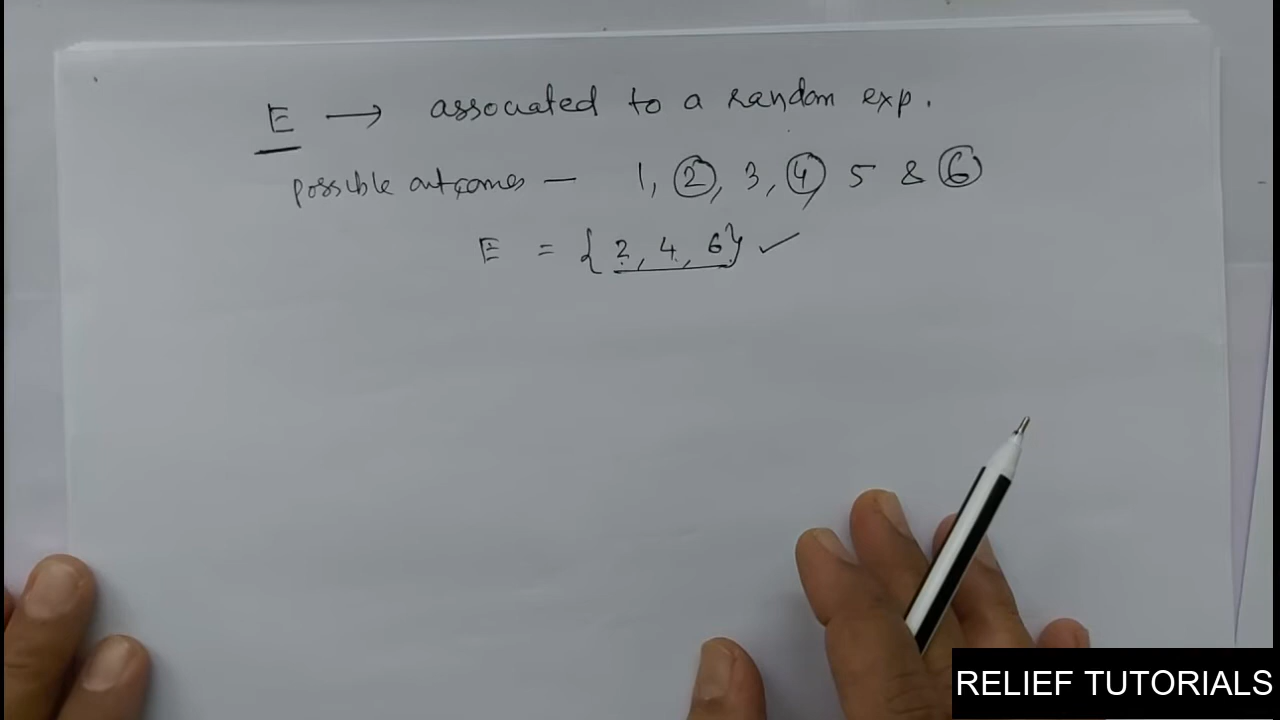 E → associated to a random exp.
possible outcomes – 1, 2, 3, 4, 5 & 6
E = {2, 4, 6} ✓
RELIEF TUTORIALS